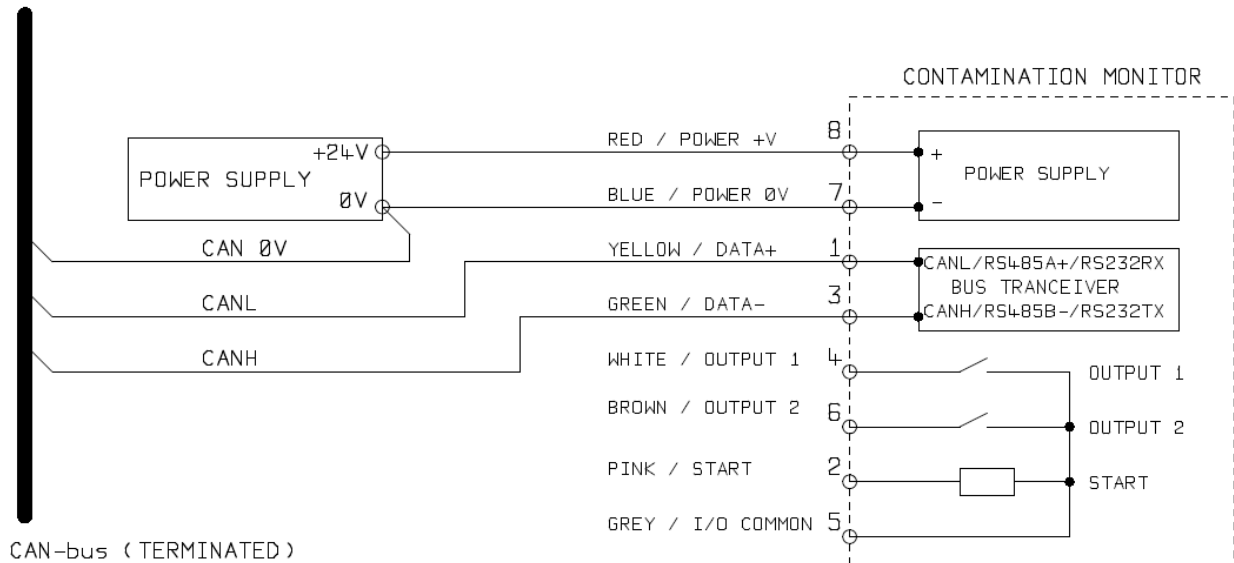 CONTAMINATION MONITOR
RED / POWER +V
8
+24V
POWER SUPPLY
0V
+
POWER SUPPLY
-
BLUE / POWER 0V
7
CAN 0V
YELLOW / DATA+
1
CANL/RS485A+/RS232RX
BUS TRANCEIVER
CANH/RS485B-/RS232TX
CANL
GREEN / DATA-
3
CANH
WHITE / OUTPUT 1
4
OUTPUT 1
BROWN / OUTPUT 2
6
OUTPUT 2
PINK / START
2
START
GREY / I/O COMMON
5
CAN-bus (TERMINATED)